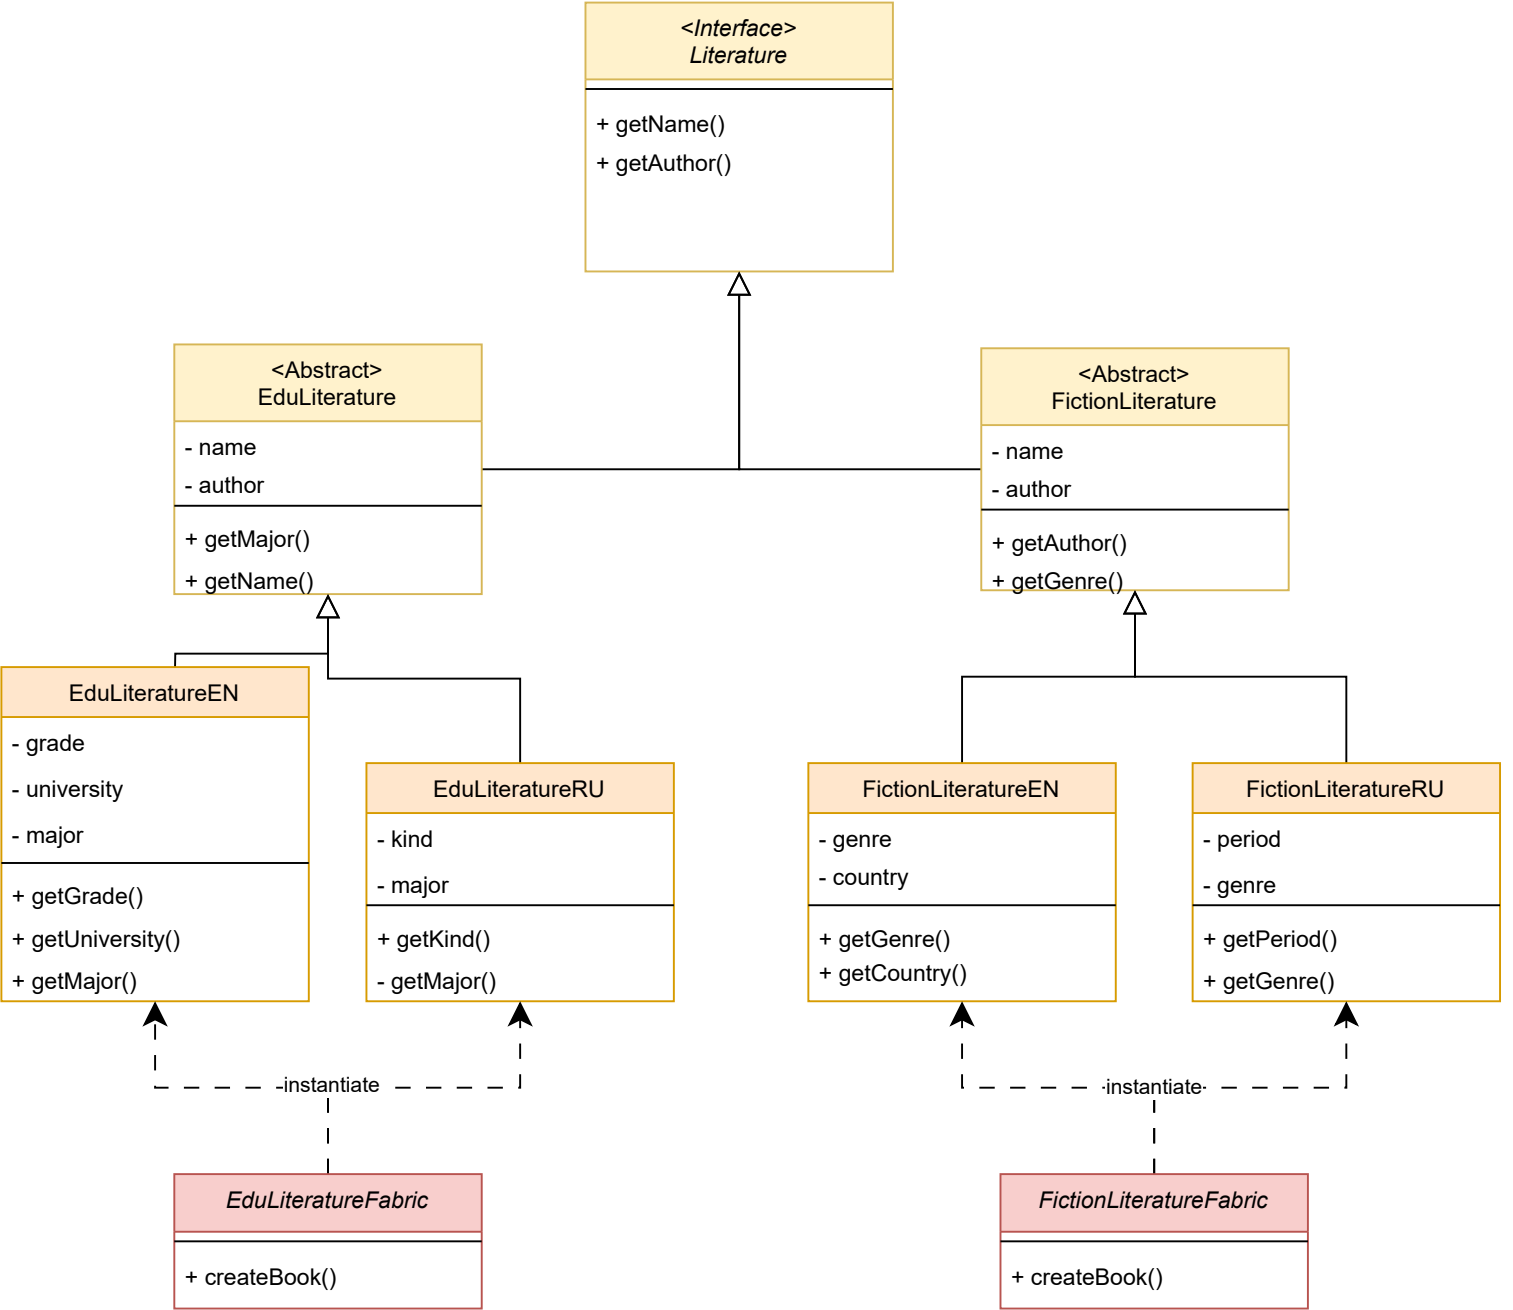 <Interface>
Literature
+ getName()
+ getAuthor()
<Abstract>
EduLiterature
- name
- author
+ getMajor()
+ getName()
<Abstract>
FictionLiterature
- name
- author
+ getAuthor()
+ getGenre()
EduLiteratureEN
- grade
- university
- major
+ getGrade()
+ getUniversity()
+ getMajor()
EduLiteratureRU
- kind
- major
+ getKind()
- getMajor()
FictionLiteratureEN
- genre
- country
+ getGenre()
+ getCountry()
FictionLiteratureRU
- period
- genre
+ getPeriod()
+ getGenre()
instantiate
instantiate
EduLiteratureFabric
+ createBook()
FictionLiteratureFabric
+ createBook()